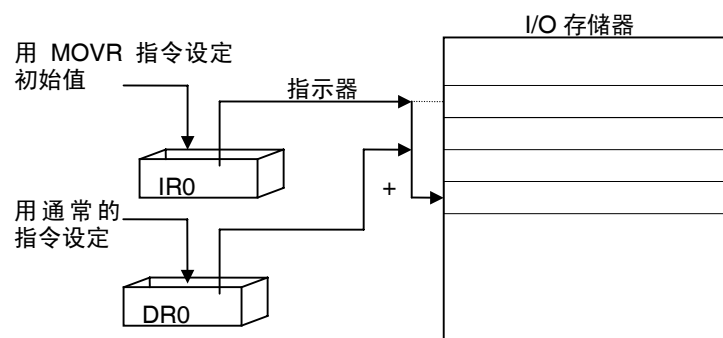 I/O 存储器
用 MOVR 指令设定
初始值
指示器
IR0
+
用通常的
指令设定
DR0